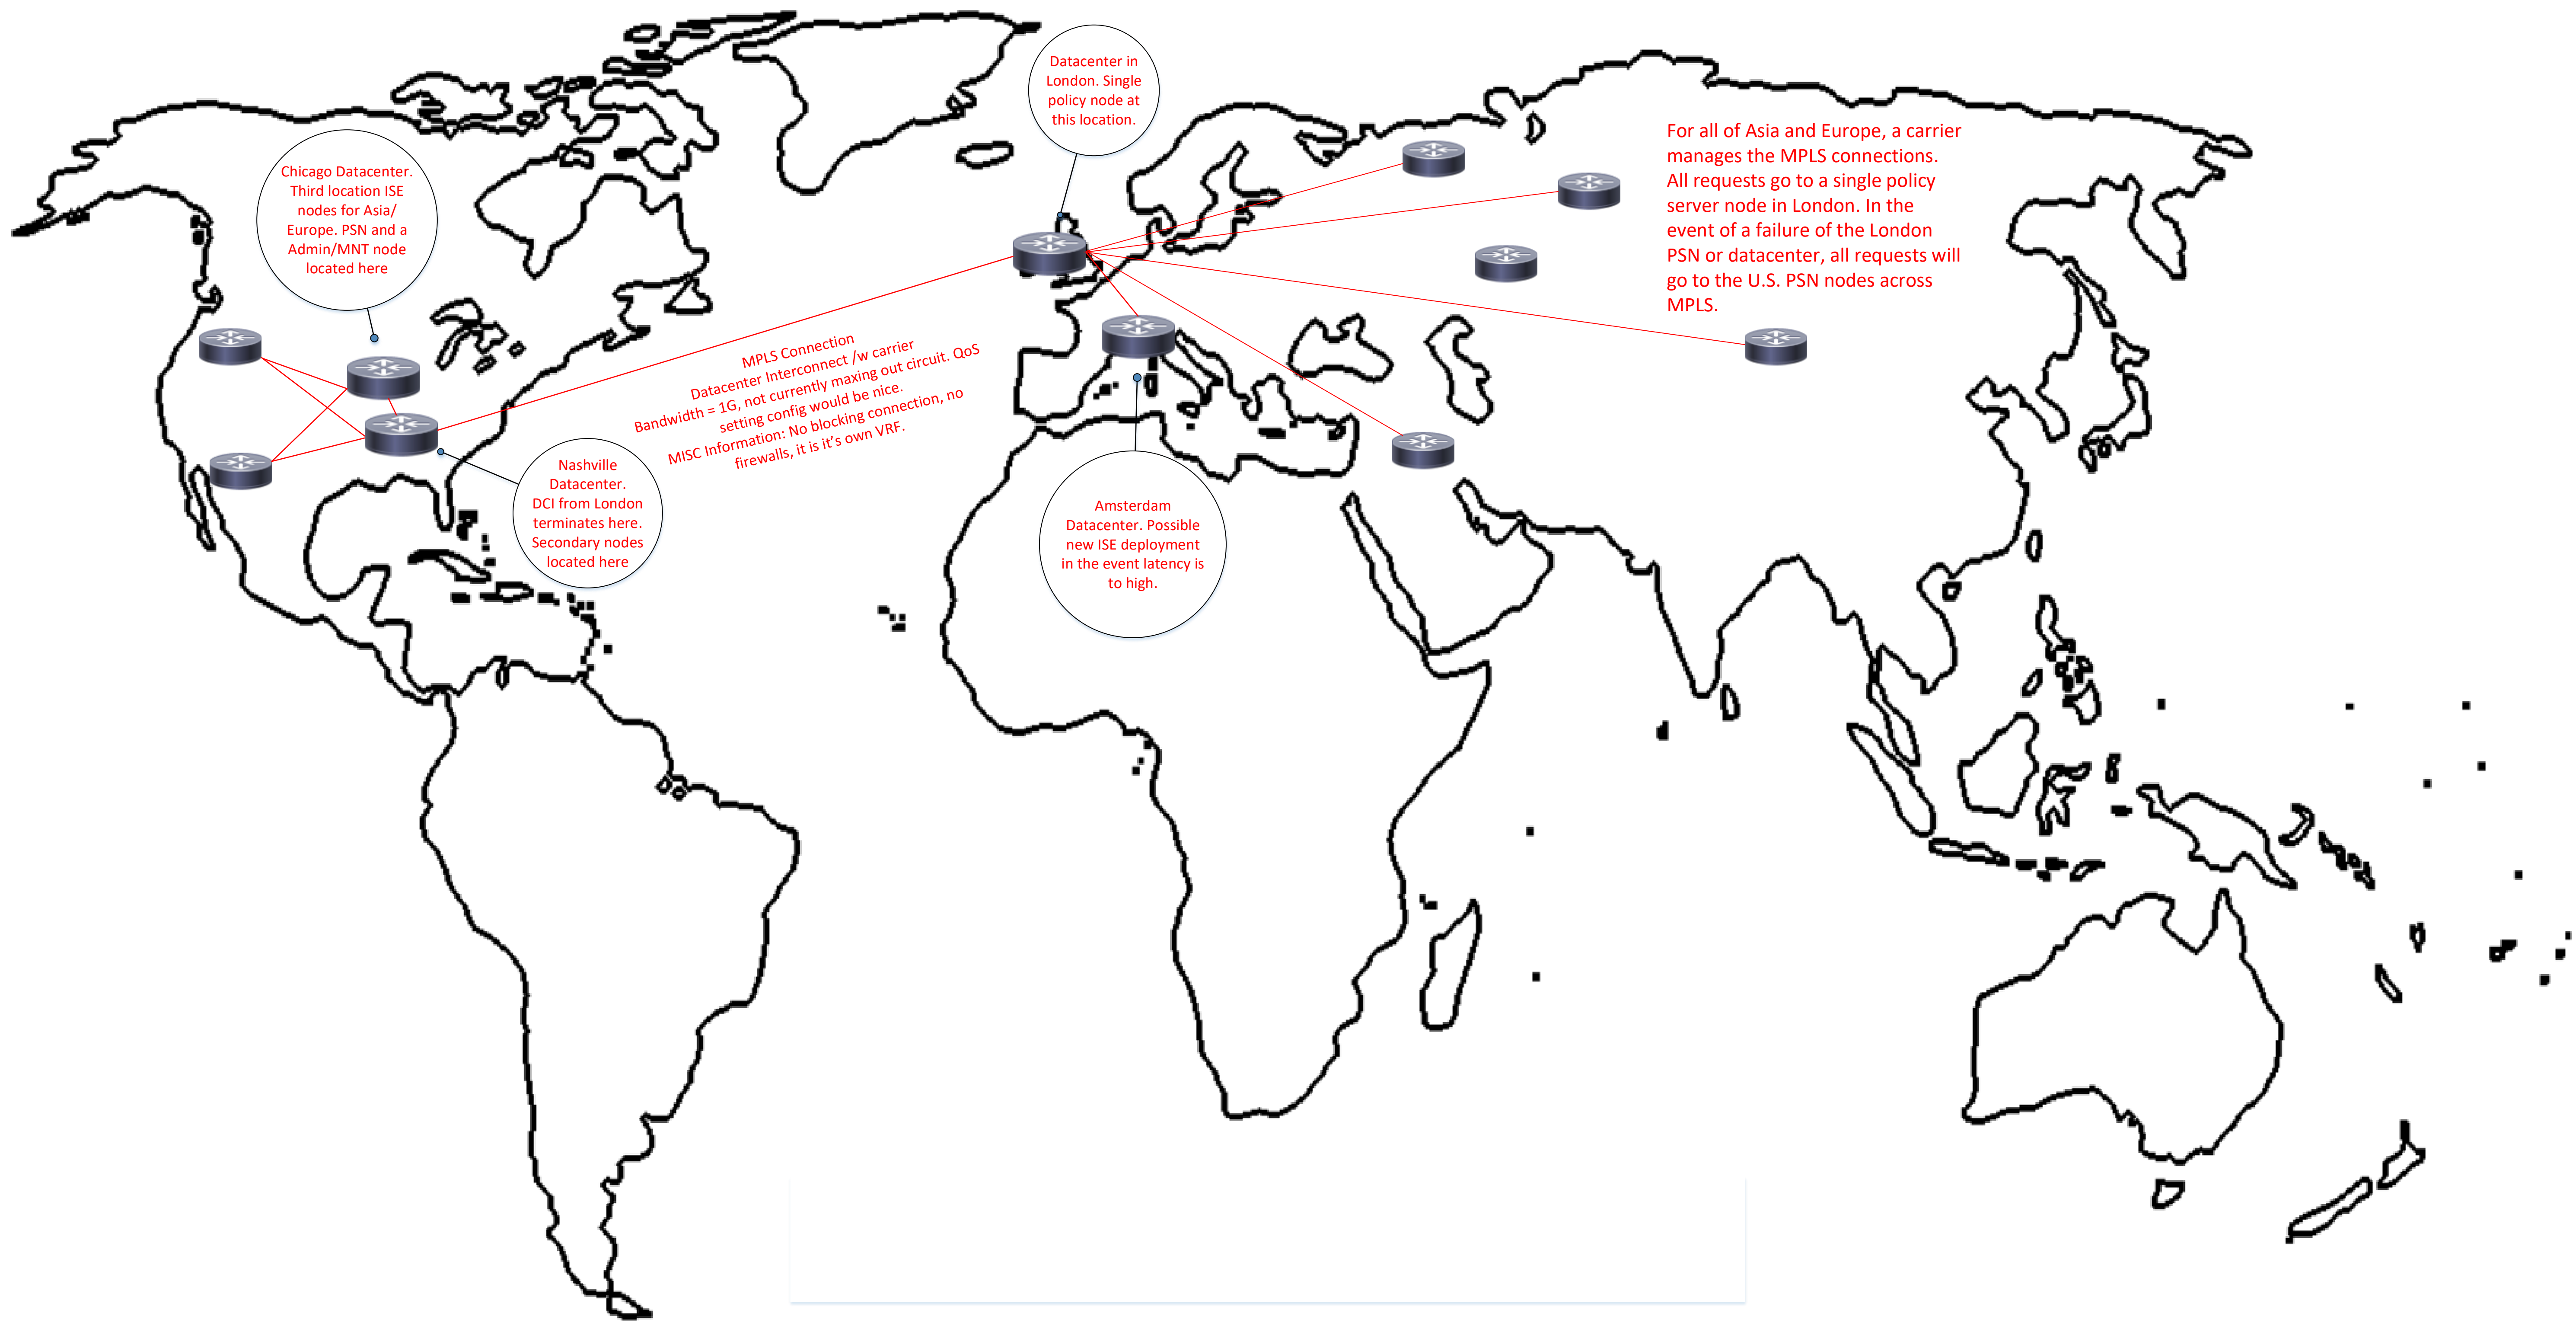 Datacenter in
London. Single
policy node at
this location.
For all of Asia and Europe, a carrier
manages the MPLS connections.
All requests go to a single policy
server node in London. In the
event of a failure of the London
PSN or datacenter, all requests will
go to the U.S. PSN nodes across
MPLS.
Chicago Datacenter.
Third location ISE
nodes for Asia/
Europe. PSN and a
Admin/MNT node
located here
MPLS Connection
Datacenter Interconnect /w carrier
Bandwidth = 1G, not currently maxing out circuit. QoS
setting config would be nice.
MISC Information: No blocking connection, no
firewalls, it is it's own VRF.
Nashville
Datacenter.
DCI from London
terminates here.
Secondary nodes
located here
Amsterdam
Datacenter. Possible
new ISE deployment
in the event latency is
to high.